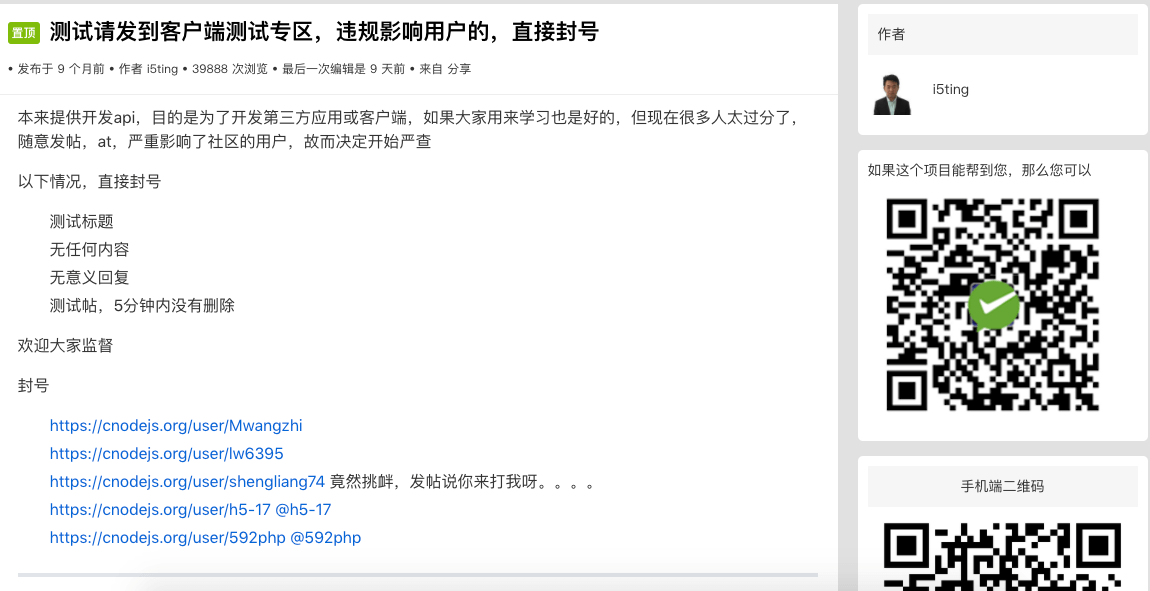 置顶 测试请发到客户端测试专区，违规影响用户的，直接封号
• 发布于 9 个月前 • 作者 i5ting • 39888 次浏览 • 最后一次编辑是 9 天前 • 来自 分享
本来提供开发api，目的是为了开发第三方应用或客户端，如果大家用来学习也是好的，但现在很多人太过分了，
随意发帖，at，严重影响了社区的用户，故而决定开始严查
以下情况，直接封号
测试标题
无任何内容
无意义回复
测试帖，5分钟内没有删除
欢迎大家监督
封号
https://cnodejs.org/user/Mwangzhi
https://cnodejs.org/user/lw6395
https://cnodejs.org/user/shengliang74 竟然挑衅，发帖说你来打我呀。。。。
https://cnodejs.org/user/h5-17 @h5-17
https://cnodejs.org/user/592php @592php
作者
i5ting
如果这个项目能帮到您，那么您可以
手机端二维码